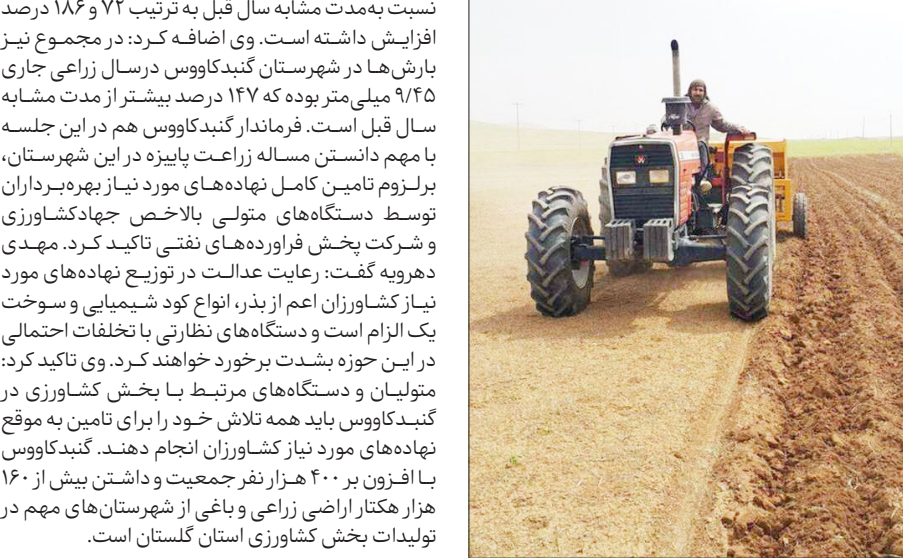 نسبت به‌مدت مشابه سال قبل به ترتیب ۷۲ و ۱۸۶ درصد
افزایش داشته است. وی اضافه کرد: در مجموع نیز
بارش‌ها در شهرستان گنبدکاووس درسال زراعی جاری
۹/۴۵ میلی‌متر بوده که ۱۴۷ درصد بیشتر از مدت مشابه
سال قبل است. فرماندار گنبدکاووس هم در این جلسه
با مهم دانستن مساله زراعت پاییزه در این شهرستان،
برلزوم تامین کامل نهاده‌های مورد نیاز بهره‌برداران
توسط دستگاه‌های متولی بالاخص جهادکشاورزی
و شرکت پخش فراورده‌های نفتی تاکید کرد. مهدی
دهرویه گفت: رعایت عدالت در توزیع نهاده‌های مورد
نیاز کشاورزان اعم از بذر، انواع کود شیمیایی و سوخت
یک الزام است و دستگاه‌های نظارتی با تخلفات احتمالی
در این حوزه بشدت برخورد خواهند کرد. وی تاکید کرد:
متولیان و دستگاه‌های مرتبط با بخش کشاورزی در
گنبدکاووس باید همه تلاش خود را برای تامین به موقع
نهاده‌های مورد نیاز کشاورزان انجام دهند. گنبدکاووس
با افزون بر ۴۰۰ هزار نفر جمعیت و داشتن بیش از ۱۶۰
هزار هکتار اراضی زراعی و باغی از شهرستان‌های مهم در
تولیدات بخش کشاورزی استان گلستان است.